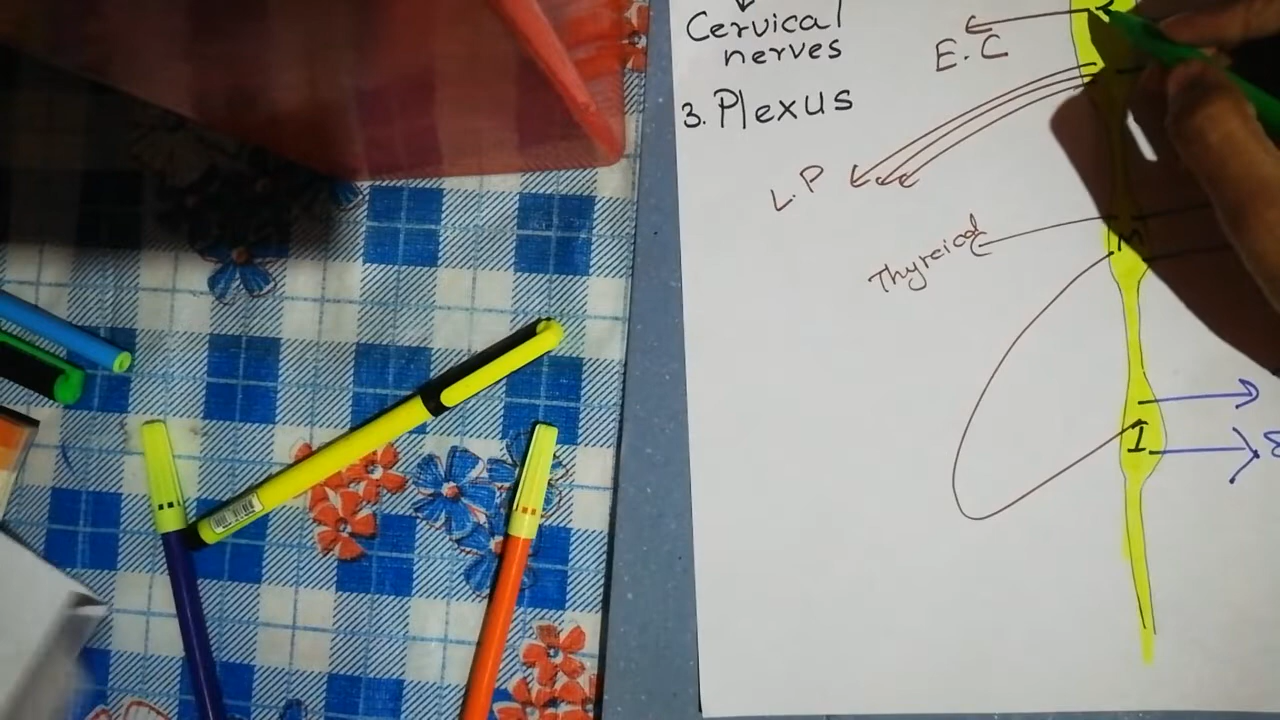 Cervical
nerves
3. Plexus
E.C
L.P
Thyroid
M
I